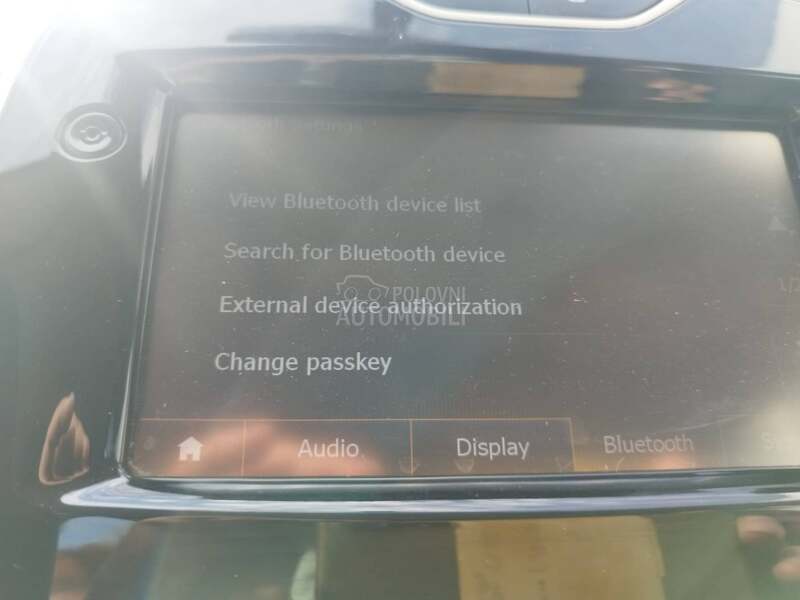 View Bluetooth device list
Search for Bluetooth device
External device authorization
POLOVNI
AUTOMOBILI
Change passkey
Audio
Display
Bluetooth